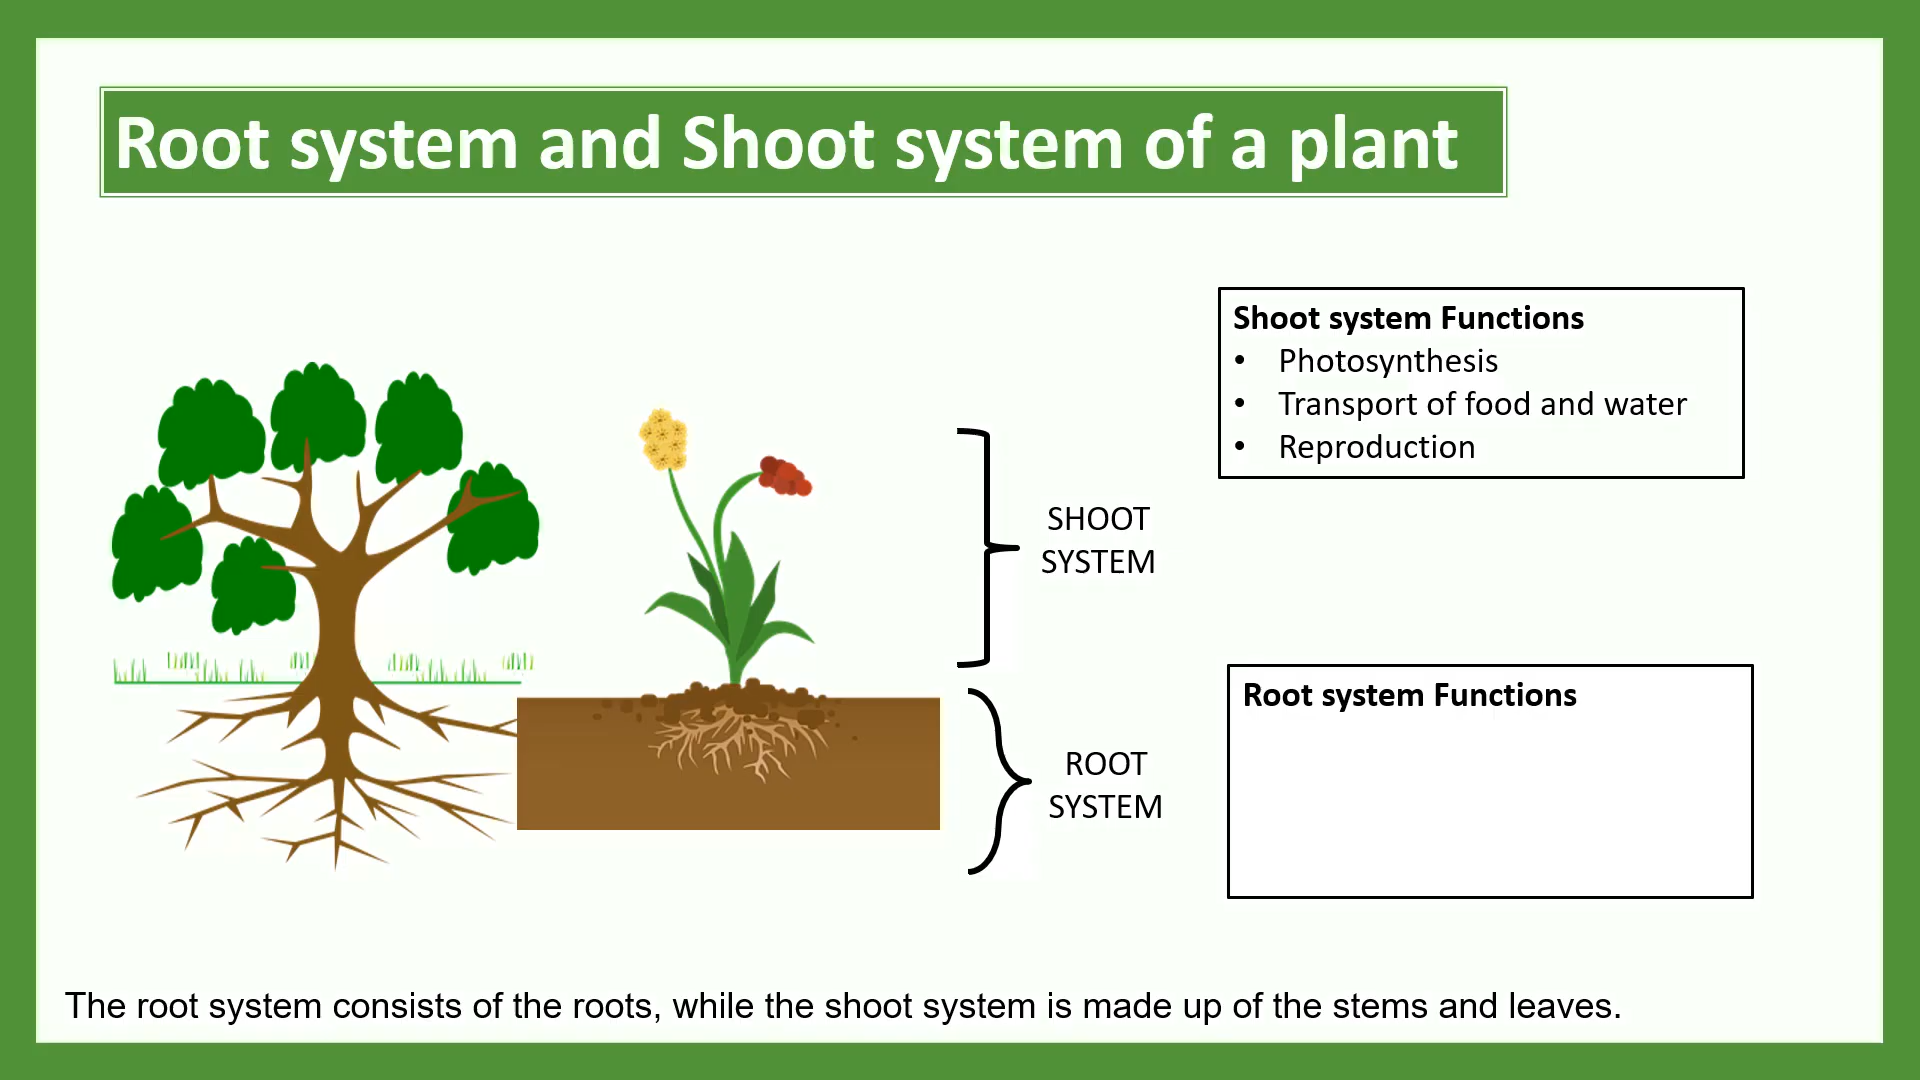 Root system and Shoot system of a plant
Shoot system Functions
• Photosynthesis
• Transport of food and water
• Reproduction
SHOOT
SYSTEM
Root system Functions
ROOT
SYSTEM
The root system consists of the roots, while the shoot system is made up of the stems and leaves.